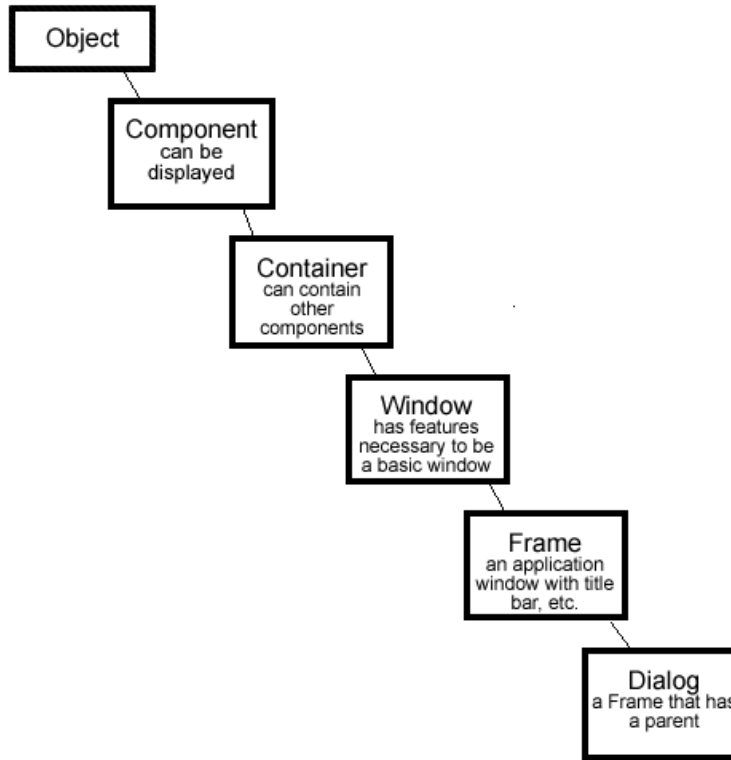 Object
Component
can be
displayed
Container
can contain
other
components
Window
has features
necessary to be
a basic window
Frame
an application
window with title
bar, etc.
Dialog
a Frame that has
a parent